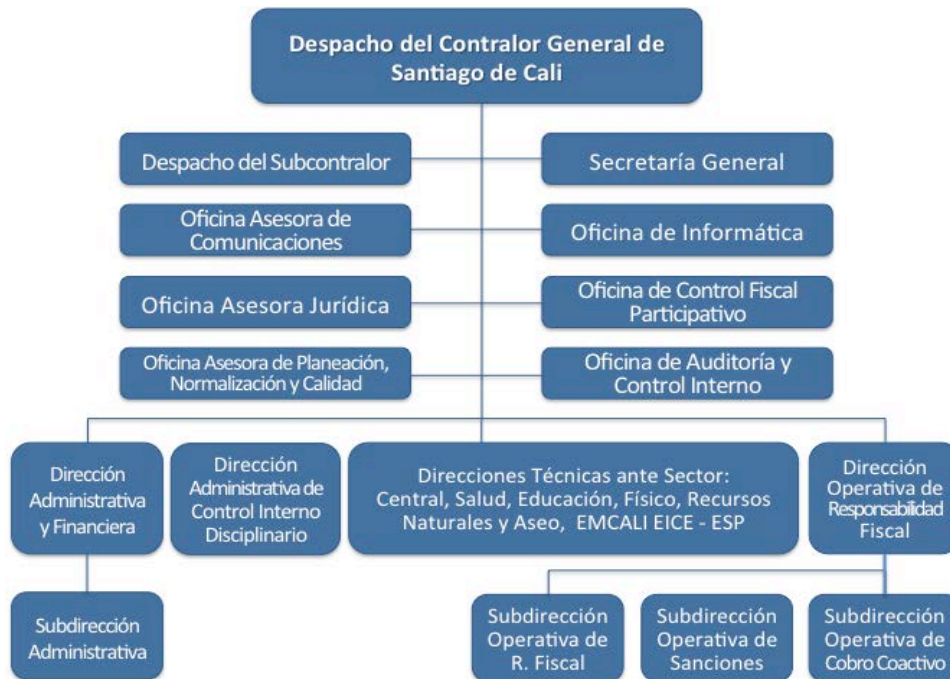 Despacho del Contralor General de
Santiago de Cali
Despacho del Subcontralor
Secretaría General
Oficina Asesora de
Comunicaciones
Oficina de Informática
Oficina Asesora Jurídica
Oficina de Control Fiscal
Participativo
Oficina Asesora de Planeación,
Normalización y Calidad
Oficina de Auditoría y
Control Interno
Dirección
Administrativa
y Financiera
Dirección
Administrativa de
Control Interno
Disciplinario
Direcciones Técnicas ante Sector:
Central, Salud, Educación, Físico, Recursos
Naturales y Aseo, EMCALI EICE - ESP
Dirección
Operativa de
Responsabilidad
Fiscal
Subdirección
Administrativa
Subdirección
Operativa de
R. Fiscal
Subdirección
Operativa de
Sanciones
Subdirección
Operativa de
Cobro Coactivo